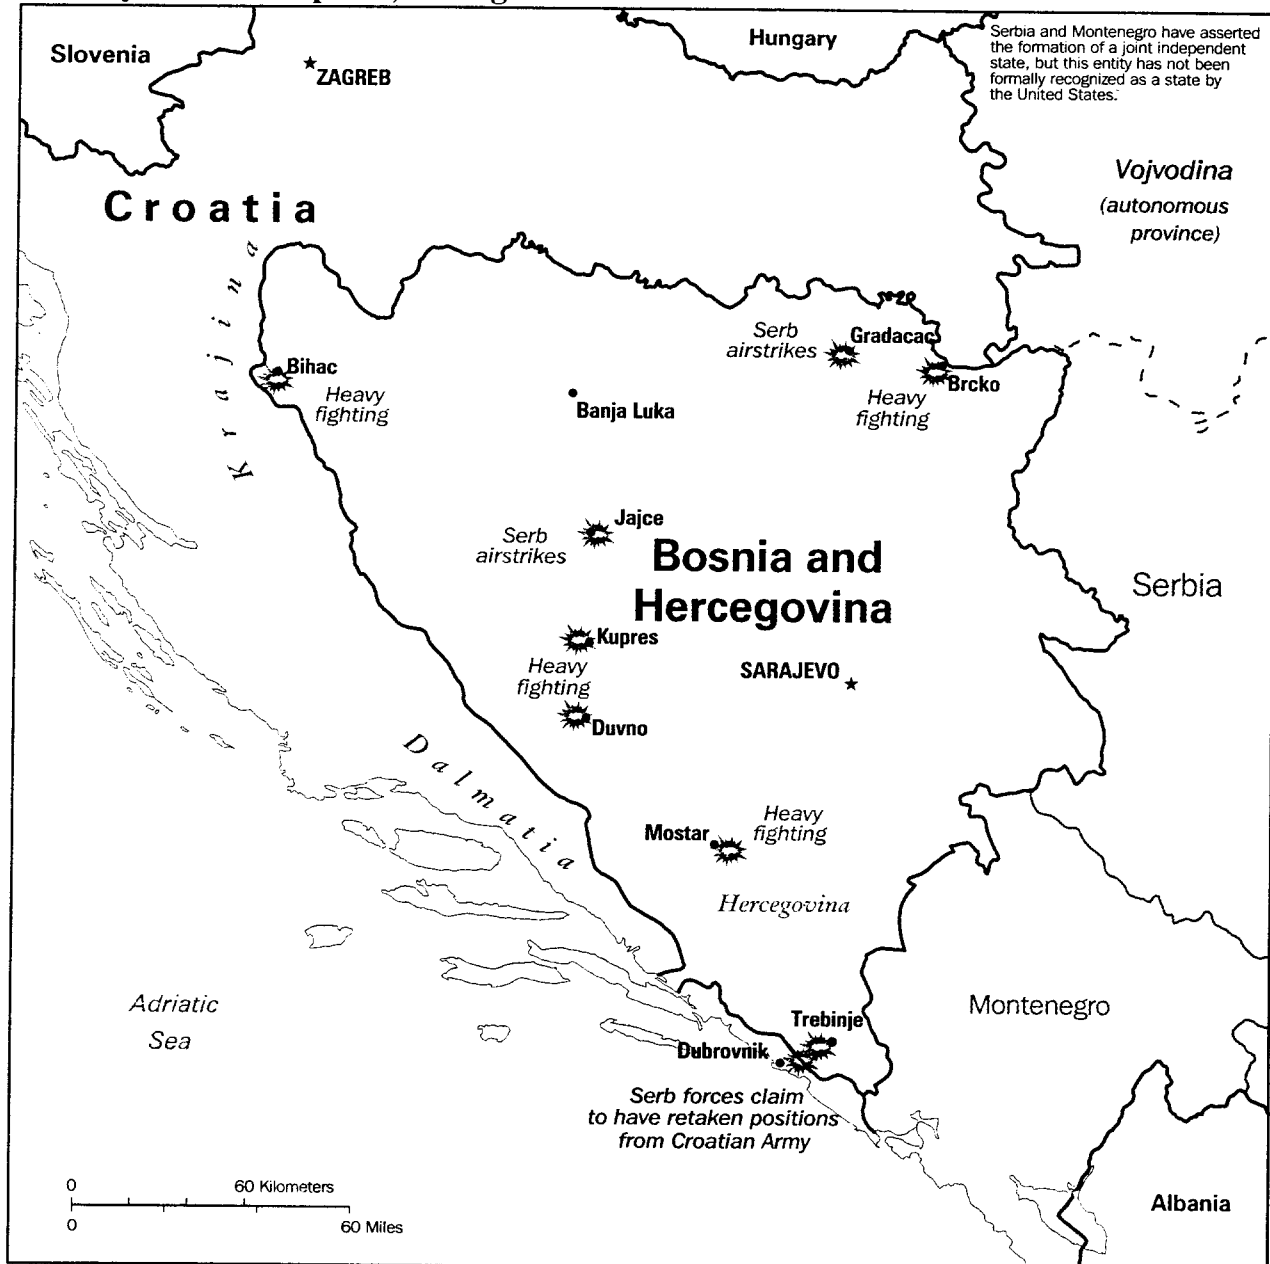 Slovenia
ZAGREB
Hungary
Serbia and Montenegro have asserted
the formation of a joint independent
state, but this entity has not been
formally recognized as a state by
the United States.
Vojvodina
(autonomous
province)
Croatia
Krajina
Bihac
Heavy
fighting
Banja Luka
Serb
airstrikes
Gradacac
Brcko
Heavy
fighting
Jajce
Serb
airstrikes
Bosnia and
Hercegovina
Serbia
Kupres
Heavy
fighting
Duvno
SARAJEVO
Dalmatia
Mostar
Heavy
fighting
Hercegovina
Adriatic
Sea
Montenegro
Trebinje
Dubrovnik
Serb forces claim
to have retaken positions
from Croatian Army
Albania
0 60 Kilometers
0 60 Miles